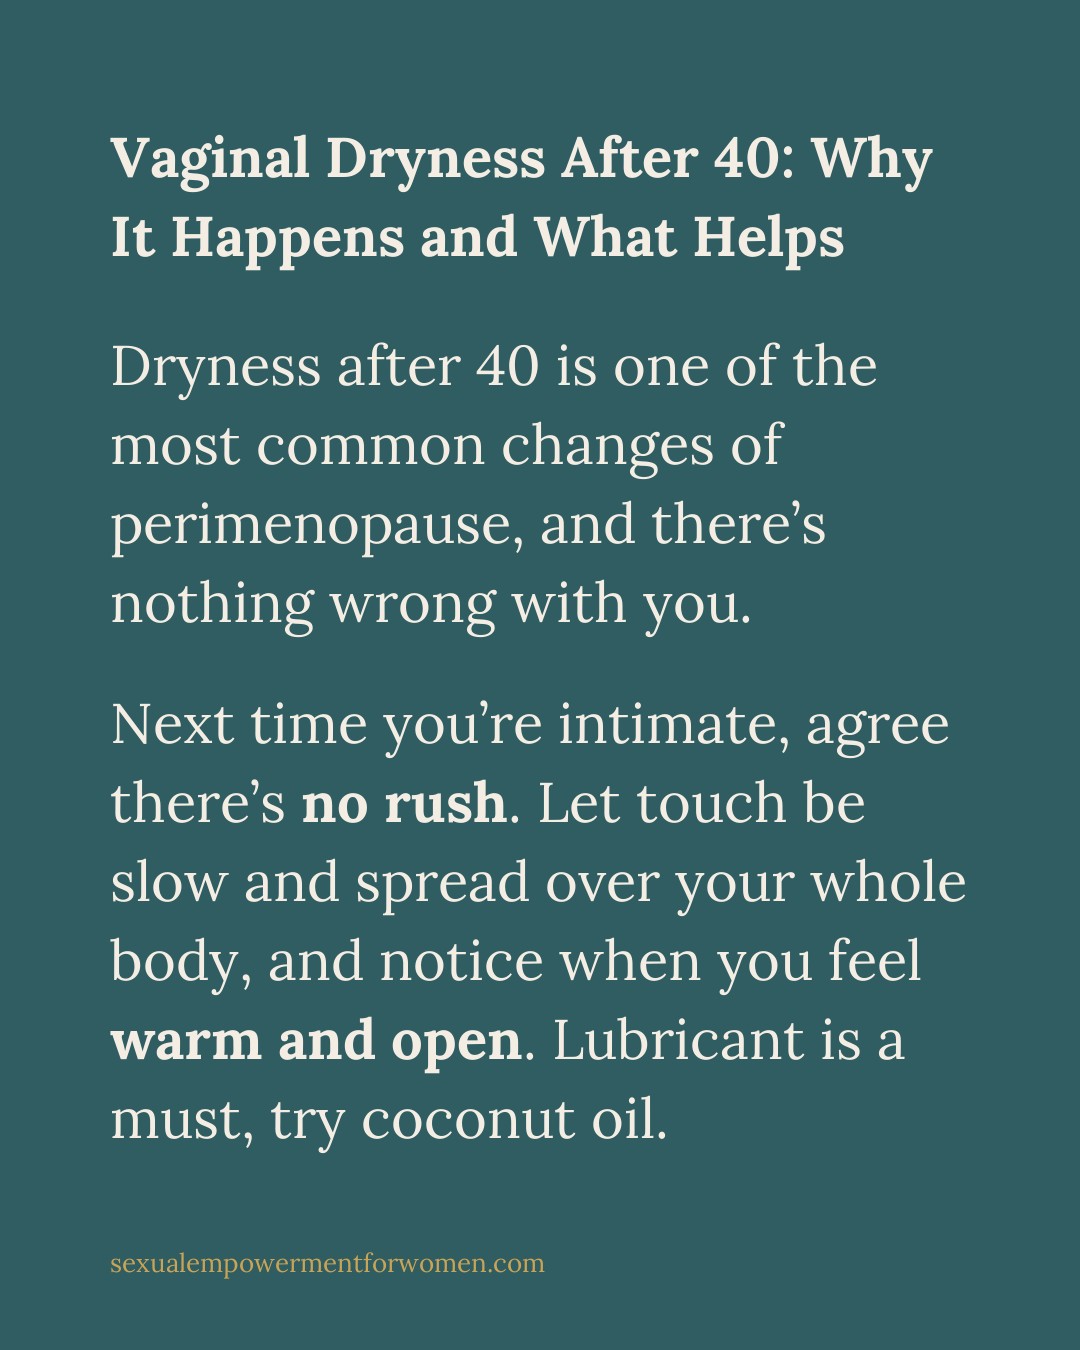 Vaginal Dryness After 40: Why
It Happens and What Helps
Dryness after 40 is one of the
most common changes of
perimenopause, and there’s
nothing wrong with you.
Next time you’re intimate, agree
there’s no rush. Let touch be
slow and spread over your whole
body, and notice when you feel
warm and open. Lubricant is a
must, try coconut oil.
sexualempowermentforwomen.com